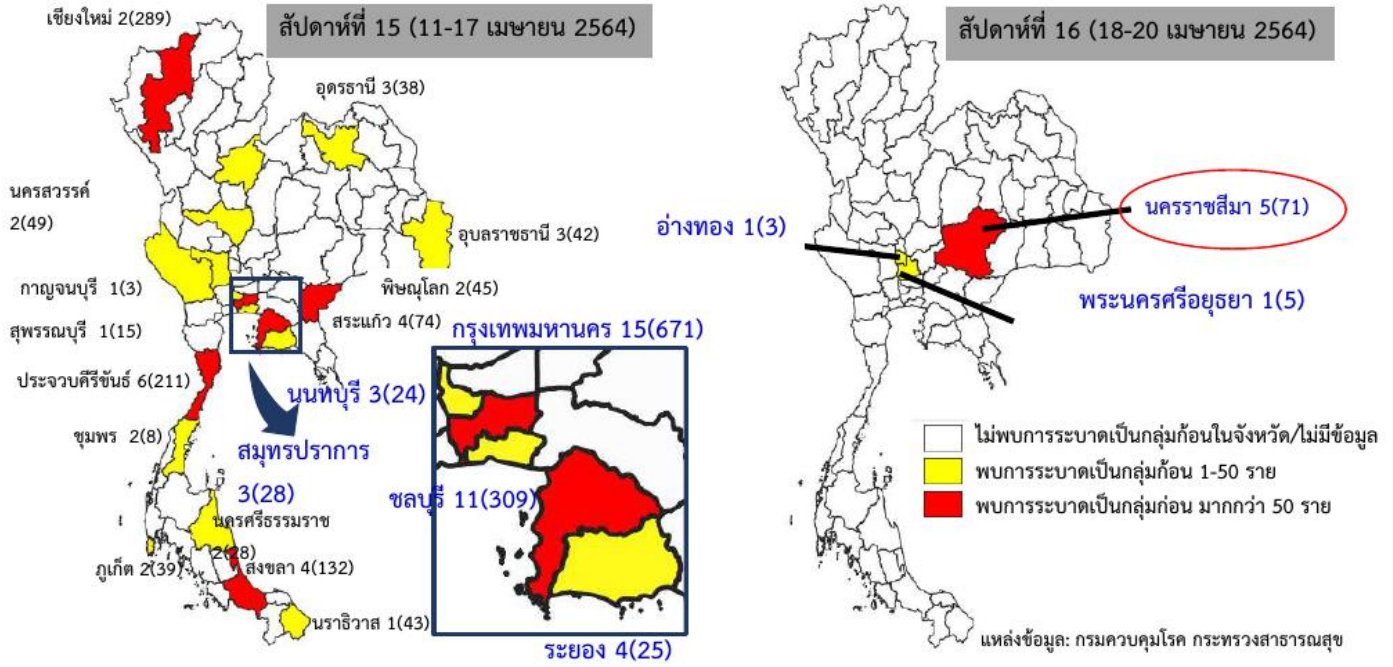 สัปดาห์ที่ 15 (11-17 เมษายน 2564)
เชียงใหม่ 2(289)
อุดรธานี 3(38)
นครสวรรค์
2(49)
อุบลราชธานี 3(42)
กาญจนบุรี 1(3)
พิษณุโลก 2(45)
สุพรรณบุรี 1(15)
สระแก้ว 4(74)
กรุงเทพมหานคร 15(671)
ประจวบคีรีขันธ์ 6(211)
นนทบุรี 3(24)
ชุมพร 2(8)
สมุทรปราการ
3(28)
ชลบุรี 11(309)
นครศรีธรรมราช
2(28)
ภูเก็ต 2(39)
สงขลา 4(132)
นราธิวาส 1(43)
ระยอง 4(25)
สัปดาห์ที่ 16 (18-20 เมษายน 2564)
นครราชสีมา 5(71)
อ่างทอง 1(3)
พระนครศรีอยุธยา 1(5)
ไม่พบการระบาดเป็นกลุ่มก้อนในจังหวัด/ไม่มีข้อมูล
พบการระบาดเป็นกลุ่มก้อน 1-50 ราย
พบการระบาดเป็นกลุ่มก้อน มากกว่า 50 ราย
แหล่งข้อมูล: กรมควบคุมโรค กระทรวงสาธารณสุข